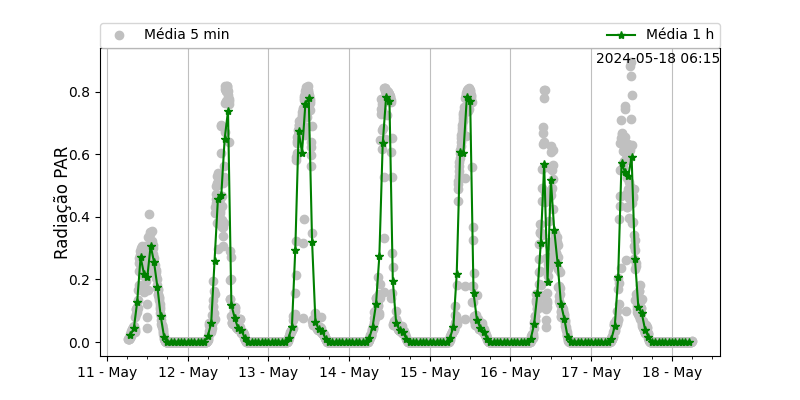 Média 5 min
Média 1 h
2024-05-18 06:15
Radiação PAR
0.8
0.6
0.4
0.2
0.0
11 - May
12 - May
13 - May
14 - May
15 - May
16 - May
17 - May
18 - May